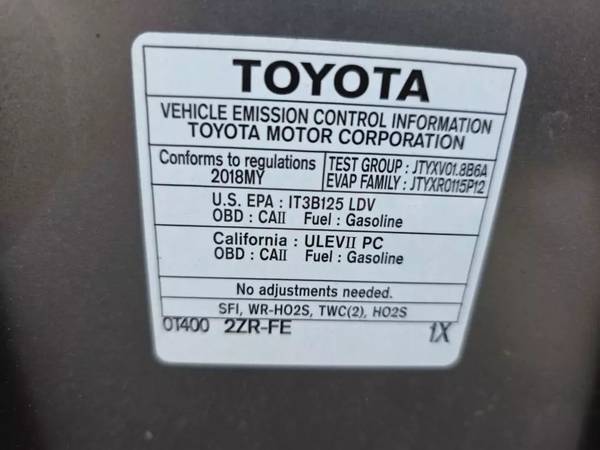 TOYOTA
VEHICLE EMISSION CONTROL INFORMATION
TOYOTA MOTOR CORPORATION
Conforms to regulations
2018MY
TEST GROUP : JTYXV01.8B6A
EVAP FAMILY : JTYXR0115P12
U.S. EPA : IT3B125 LDV
OBD : CAII Fuel : Gasoline
California : ULEVII PC
OBD : CAII Fuel : Gasoline
No adjustments needed.
SFI, WR-HO2S, TWC(2), HO2S
0T400 2ZR-FE 1X